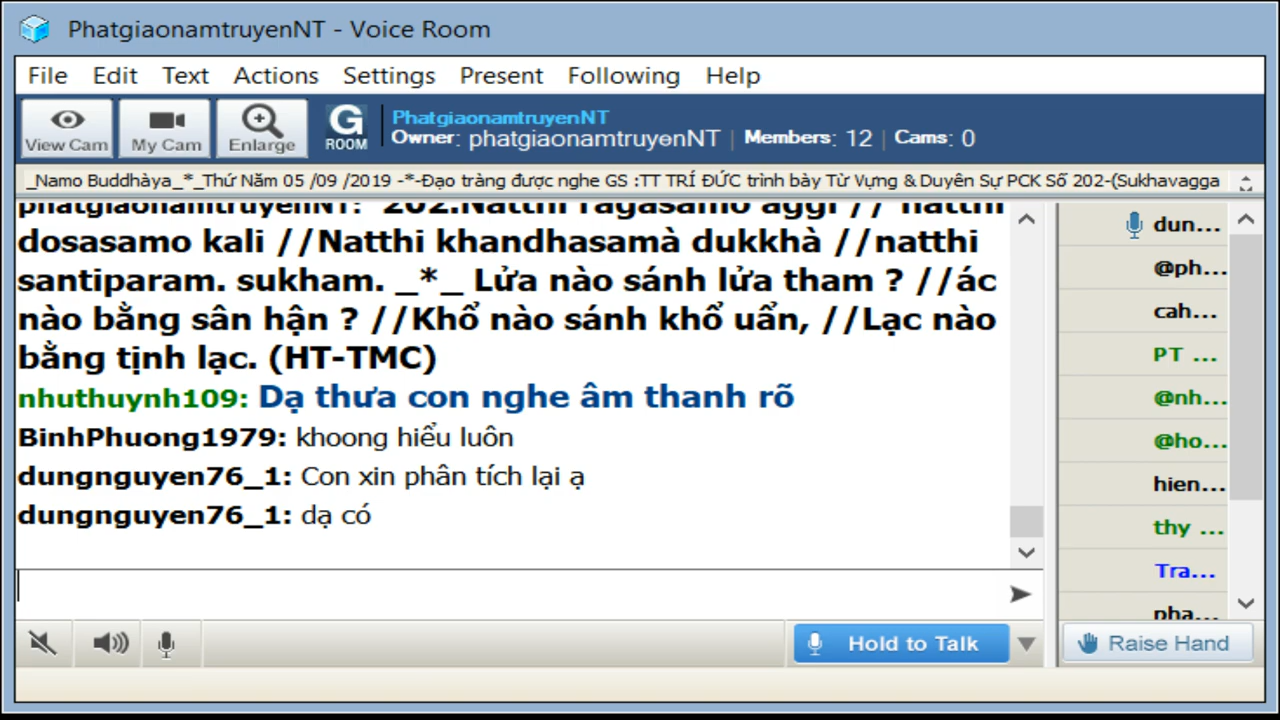 PhatgiaonamtruyenNT - Voice Room
File Edit Text Actions Settings Present Following Help
View Cam My Cam Enlarge G ROOM
PhatgiaonamtruyenNT
Owner: phatgiaonamtruyenNT | Members: 12 | Cams: 0
_Namo Buddhàya_*_Thứ Năm 05 /09 /2019 -*-Đạo tràng được nghe GS :TT TRÍ ĐỨC trình bày Từ Vựng & Duyên Sự PCK Số 202-(Sukhavagga
phatgiaonamtruyenNT: 202.Natthi ragasamo aggi // natthi
dosasamo kali //Natthi khandhasamà dukkhà //natthi
santiparam. sukham. _*_ Lửa nào sánh lửa tham ? //ác
nào bằng sân hận ? //Khổ nào sánh khổ uẩn, //Lạc nào
bằng tịnh lạc. (HT-TMC)
nhuthuynh109: Dạ thưa con nghe âm thanh rõ
BinhPhuong1979: khoong hiểu luôn
dungnguyen76_1: Con xin phân tích lại ạ
dungnguyen76_1: dạ có
dun...
@ph...
cah...
PT ...
@nh...
@ho...
hien...
thy ...
Tra...
pha...
Hold to Talk
Raise Hand